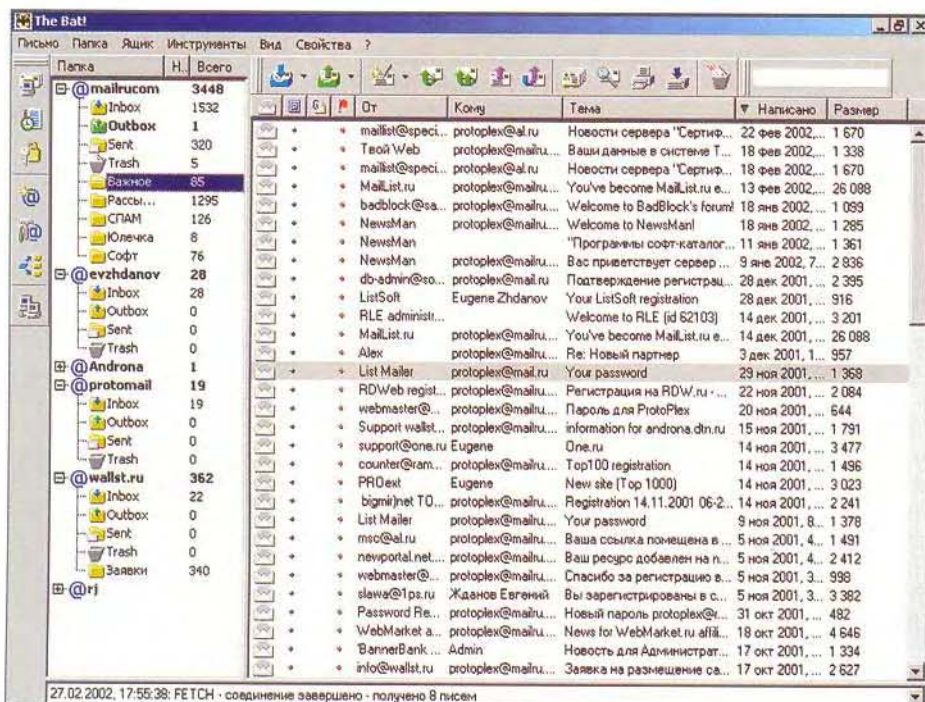 The Bat!
Письмо Папка Ящик Инструменты Вид Свойства ?
Папка Н.. Всего
@mailrucom 3448
Inbox 1532
Outbox 1
Sent 320
Trash 5
Важное 85
Рассы... 1295
СПАМ 126
Юлечка 8
Софт 76
@evzhdanov 28
Inbox 28
Outbox 0
Sent 0
Trash 0
@Androna 1
@protomail 19
Inbox 19
Outbox 0
Sent 0
Trash 0
@wallst.ru 362
Inbox 22
Outbox 0
Sent 0
Trash 0
Заявки 340
@rj
От Кому Тема Написано Размер
maillist@speci... protoplex@al.ru Новости сервера "Сертиф... 22 фев 2002,... 1 670
Твой Web protoplex@mailru.... Ваши данные в системе Т... 18 фев 2002,... 1 338
maillist@speci... protoplex@al.ru Новости сервера "Сертиф... 18 фев 2002,... 1 670
MailList.ru protoplex@mailru.... You've become MailList.ru e... 13 фев 2002,... 26 088
badblock@sa... protoplex@mailru.... Welcome to BadBlock's forum! 18 янв 2002, ... 1 099
NewsMan protoplex@mailru.... Welcome to NewsMan! 18 янв 2002, ... 1 285
NewsMan "Программы софт-каталог... 11 янв 2002, ... 1 361
NewsMan protoplex@mailru.... Вас приветствует сервер ... 9 янв 2002, 7... 2 836
db-admin@so... protoplex@mail.ru Подтверждение регистрац... 28 дек 2001, ... 2 395
ListSoft Eugene Zhdanov Your ListSoft registration 28 дек 2001, ... 916
RLE administr... Welcome to RLE (id 62103) 14 дек 2001, ... 3 201
MailList.ru protoplex@mailru.... You've become MailList.ru e... 14 дек 2001, ... 26 088
Alex protoplex@mailru.... Re: Новый партнер 3 дек 2001, 1... 957
List Mailer protoplex@mail.ru Your password 29 ноя 2001, ... 1 368
RDWeb regist... protoplex@mailru.... Регистрация на RDW.ru - ... 22 ноя 2001, ... 2 084
webmaster@... protoplex@mailru.... Пароль для ProtoPlex 20 ноя 2001, ... 644
Support wallst... protoplex@mailru.... information for androna.dtn.ru 15 ноя 2001, ... 1 791
support@one.ru Eugene One.ru 14 ноя 2001, ... 3 477
counter@ram... protoplex@mailru.... Top100 registration 14 ноя 2001, ... 1 496
PROext Eugene New site (Top 1000) 14 ноя 2001, ... 3 023
bigmir)net TO... protoplex@mailru.... Registration 14.11.2001 06-2... 14 ноя 2001, ... 2 241
List Mailer protoplex@mailru.... Your password 9 ноя 2001, 8... 1 378
msc@al.ru protoplex@mailru.... Ваша ссылка помещена в ... 5 ноя 2001, 4... 1 491
newportal.net.... protoplex@mailru.... Ваш ресурс добавлен на п... 5 ноя 2001, 4... 2 412
webmaster@... protoplex@mailru.... Спасибо за регистрацию в... 5 ноя 2001, 3... 998
slawa@1ps.ru Жданов Евгений Вы зарегистрированы в с... 5 ноя 2001, 3... 3 382
Password Re... protoplex@mailru.... Новый пароль protoplex@r... 31 окт 2001, ... 482
WebMarket a... protoplex@mailru.... News for WebMarket.ru affili... 18 окт 2001, ... 4 646
'BannerBank ... Admin Новость для Администрат... 17 окт 2001, ... 1 334
info@wallst.ru protoplex@mailru.... Заявка на размещение са... 17 окт 2001, ... 2 627
27.02.2002, 17:55:38: FETCH - соединение завершено - получено 8 писем